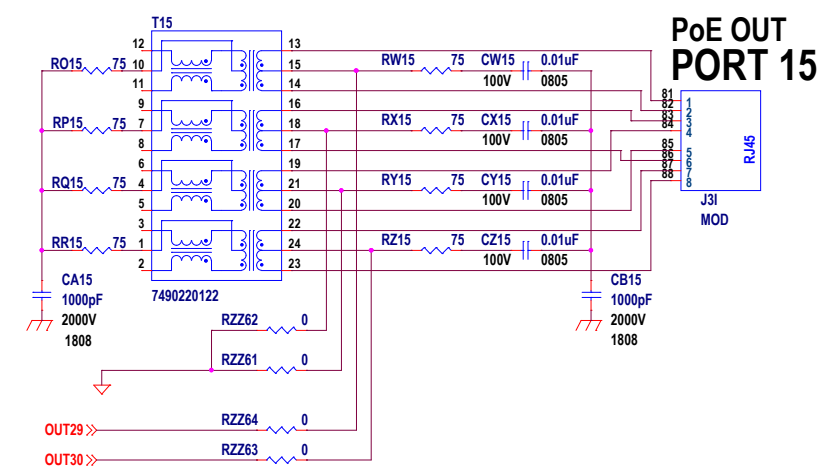 PoE OUT
PORT 15
T15
12
10
11
9
7
8
6
4
5
3
1
2
13
15
14
16
18
17
19
21
20
22
24
23
7490220122
RO15 75
RP15 75
RQ15 75
RR15 75
CA15
1000pF
2000V
1808
RW15 75 CW15 0.01uF
100V 0805
RX15 75 CX15 0.01uF
100V 0805
RY15 75 CY15 0.01uF
100V 0805
RZ15 75 CZ15 0.01uF
100V 0805
CB15
1000pF
2000V
1808
81
82
83
84
85
86
87
88
1
2
3
4
5
6
7
8
RJ45
J3I
MOD
RZZ62 0
RZZ61 0
OUT29 RZZ64 0
OUT30 RZZ63 0